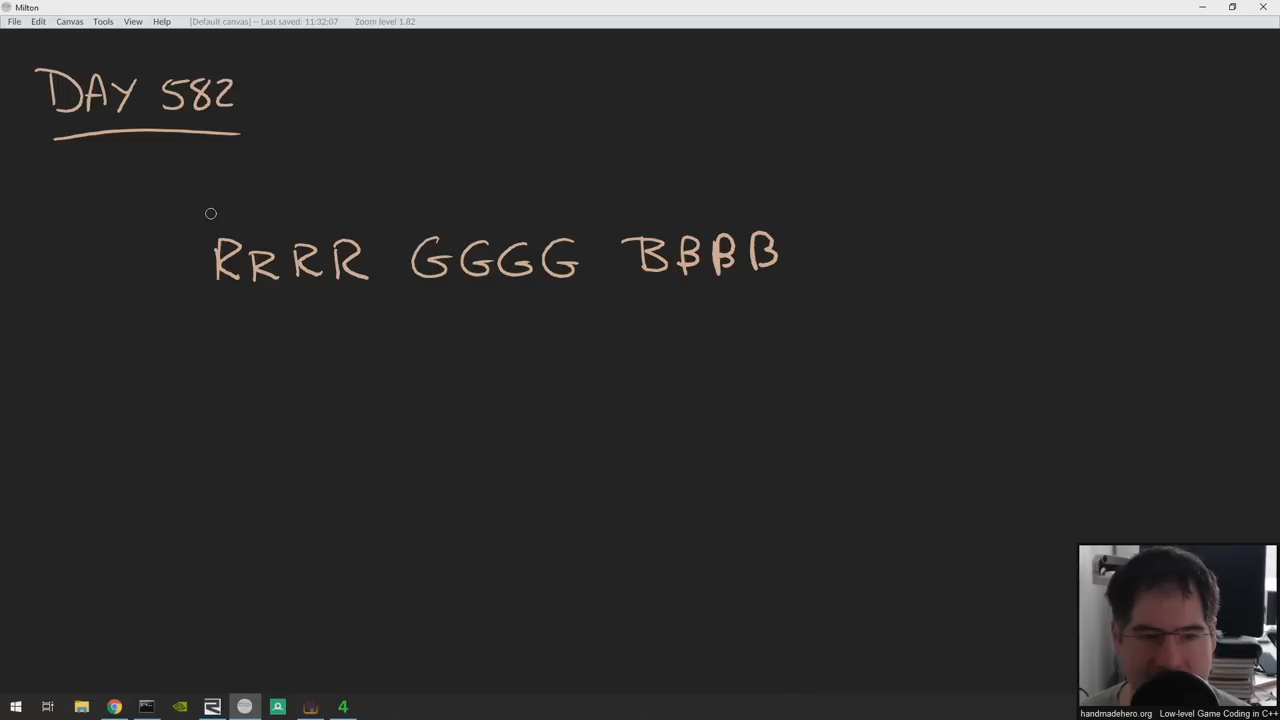 Milton
File Edit Canvas Tools View Help [Default canvas] -- Last saved: 11:32:07 Zoom level 1.82
DAY 582
RRRR GGGG BBBB
4
handmadehero.org Low-level Game Coding in C++